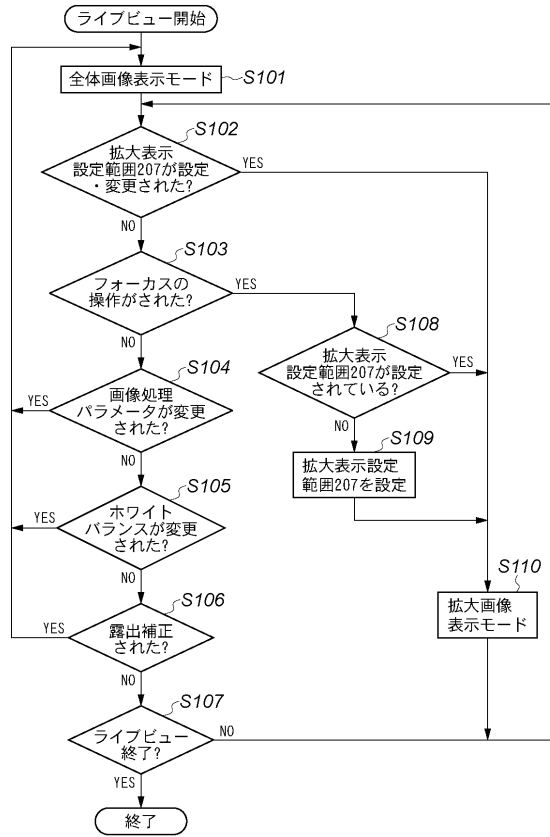 ライブビュー開始
全体画像表示モード
S101
S102
拡大表示
設定範囲207が設定
・変更された?
YES
NO
S103
フォーカスの
操作がされた?
YES
NO
S108
拡大表示
設定範囲207が設定
されている?
YES
NO
S104
画像処理
パラメータが変更
された?
YES
NO
S109
拡大表示設定
範囲207を設定
S105
ホワイト
バランスが変更
された?
YES
NO
S110
拡大画像
表示モード
S106
露出補正
された?
YES
NO
S107
ライブビュー
終了?
NO
YES
終了